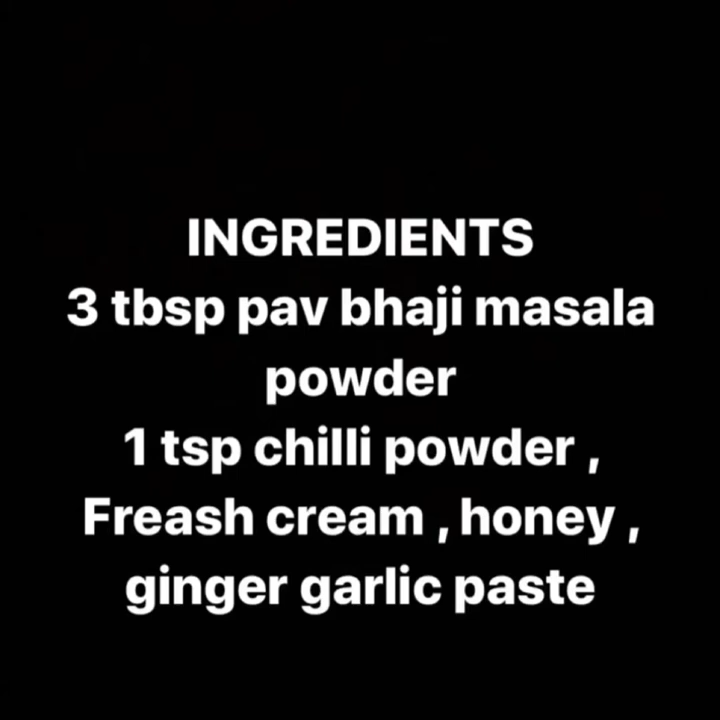 INGREDIENTS
3 tbsp pav bhaji masala
powder
1 tsp chilli powder ,
Freash cream , honey ,
ginger garlic paste